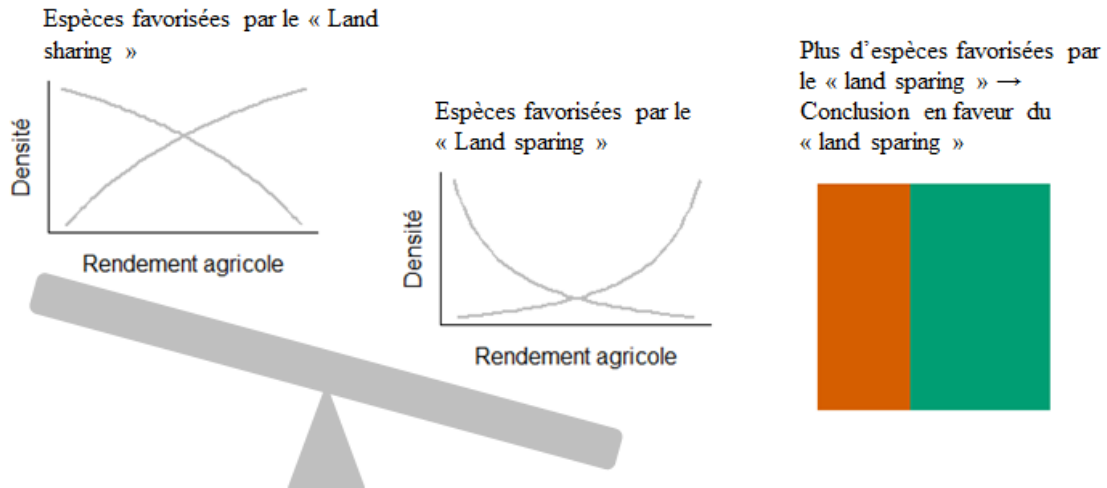 Espèces favorisées par le « Land
sharing »
Densité
Rendement agricole
Espèces favorisées par le
« Land sparing »
Densité
Rendement agricole
Plus d’espèces favorisées par
le « land sparing » →
Conclusion en faveur du
« land sparing »